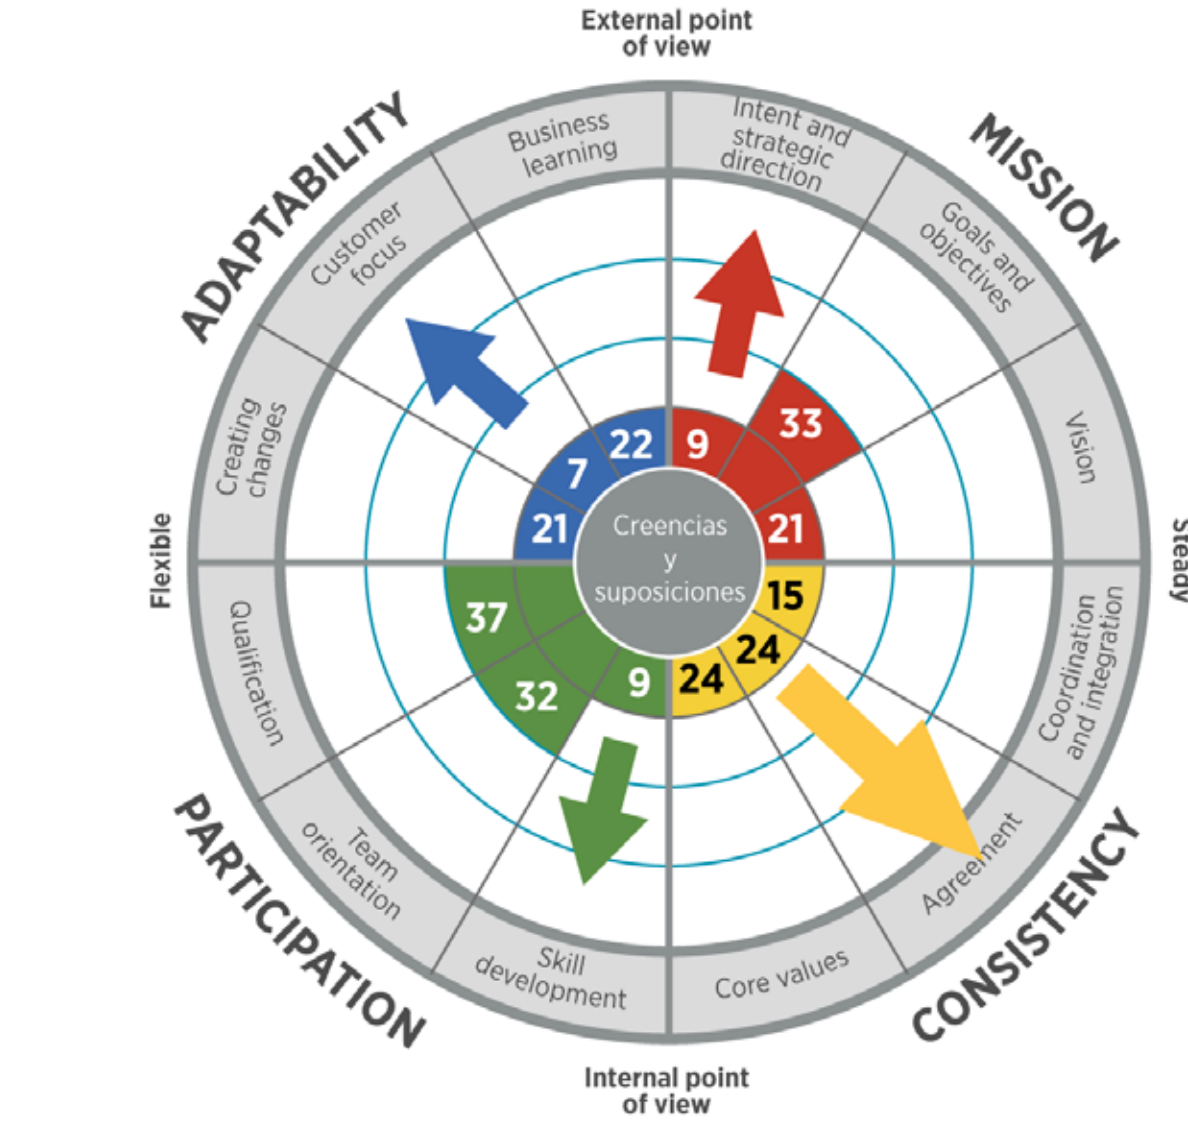 External point
of view
ADAPTABILITY
MISSION
Business
learning
Intent and
strategic
direction
Customer
focus
Goals and
objectives
Creating
changes
Vision
33
22
9
7
21
21
Creencias
y
suposiciones
Flexible
Steady
37
15
24
32
9
24
Qualification
Coordination
and integration
Team
orientation
Agreement
Skill
development
Core values
PARTICIPATION
CONSISTENCY
Internal point
of view